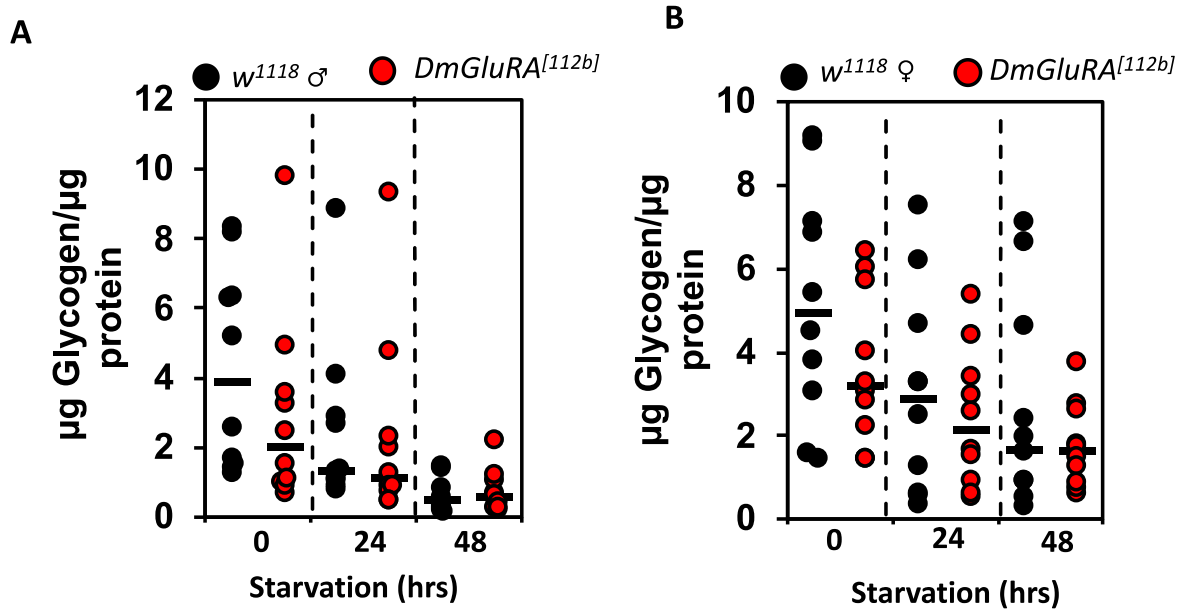 A
w1118 ♂ DmGluRA[112b]
12
10
8
6
4
2
0
µg Glycogen/µg
protein
0 24 48
Starvation (hrs)
B
w1118 ♀ DmGluRA[112b]
10
8
6
4
2
0
µg Glycogen/µg
protein
0 24 48
Starvation (hrs)